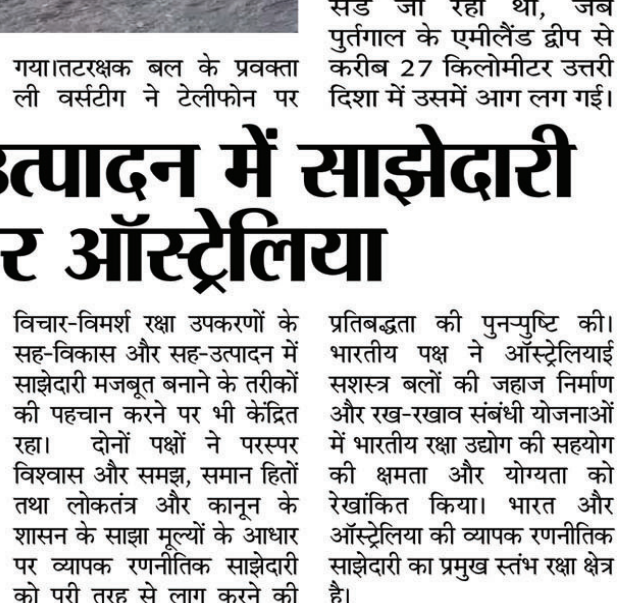 गया।तटरक्षक बल के प्रवक्ता
ली वर्सटीग ने टेलीफोन पर
जा रहा था, जब
पुर्तगाल के एमीलैंड द्वीप से
करीब 27 किलोमीटर उत्तरी
दिशा में उसमें आग लग गई।
त्पादन में साझेदारी
र ऑस्ट्रेलिया
विचार-विमर्श रक्षा उपकरणों के
सह-विकास और सह-उत्पादन में
साझेदारी मजबूत बनाने के तरीकों
की पहचान करने पर भी केंद्रित
रहा। दोनों पक्षों ने परस्पर
विश्वास और समझ, समान हितों
तथा लोकतंत्र और कानून के
शासन के साझा मूल्यों के आधार
पर व्यापक रणनीतिक साझेदारी
को पूरी तरह से लागू करने की
प्रतिबद्धता की पुनर्पुष्टि की।
भारतीय पक्ष ने ऑस्ट्रेलियाई
सशस्त्र बलों की जहाज निर्माण
और रख-रखाव संबंधी योजनाओं
में भारतीय रक्षा उद्योग की सहयोग
की क्षमता और योग्यता को
रेखांकित किया। भारत और
ऑस्ट्रेलिया की व्यापक रणनीतिक
साझेदारी का प्रमुख स्तंभ रक्षा क्षेत्र
है।